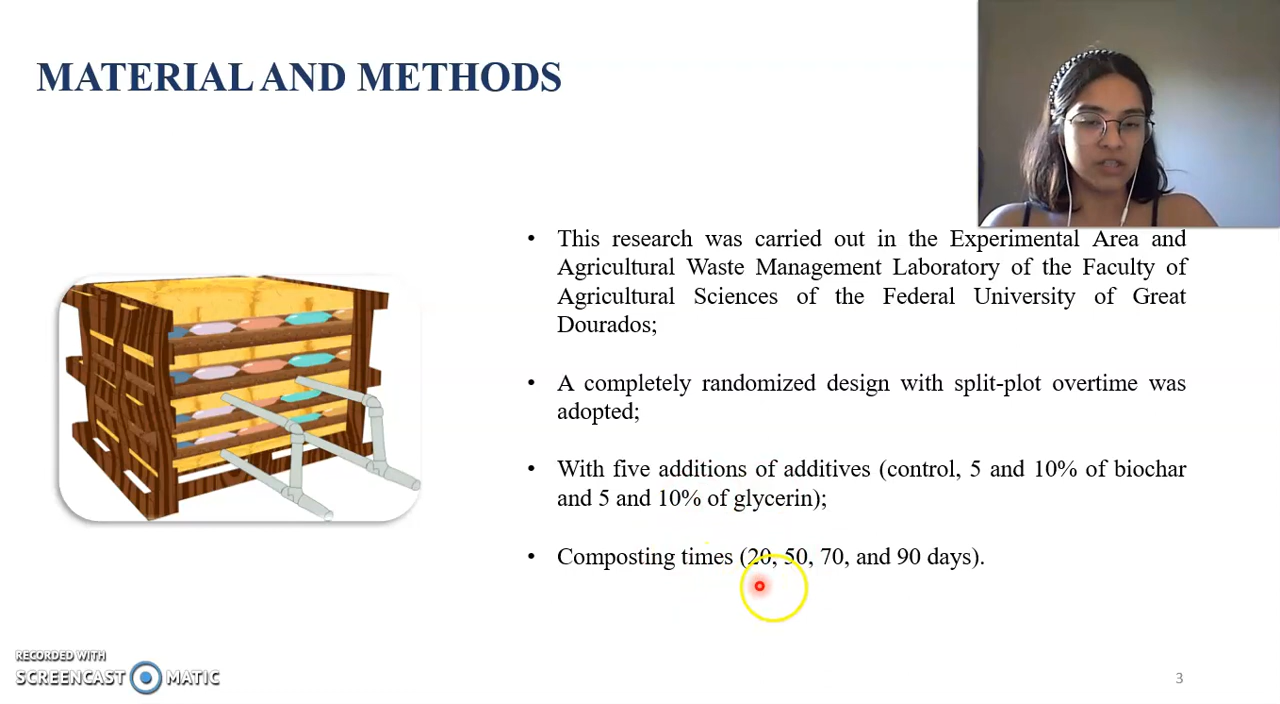 MATERIAL AND METHODS
• This research was carried out in the Experimental Area and
Agricultural Waste Management Laboratory of the Faculty of
Agricultural Sciences of the Federal University of Great
Dourados;
• A completely randomized design with split-plot overtime was
adopted;
• With five additions of additives (control, 5 and 10% of biochar
and 5 and 10% of glycerin);
• Composting times (20, 50, 70, and 90 days).
RECORDED WITH
SCREENCAST MATIC
3